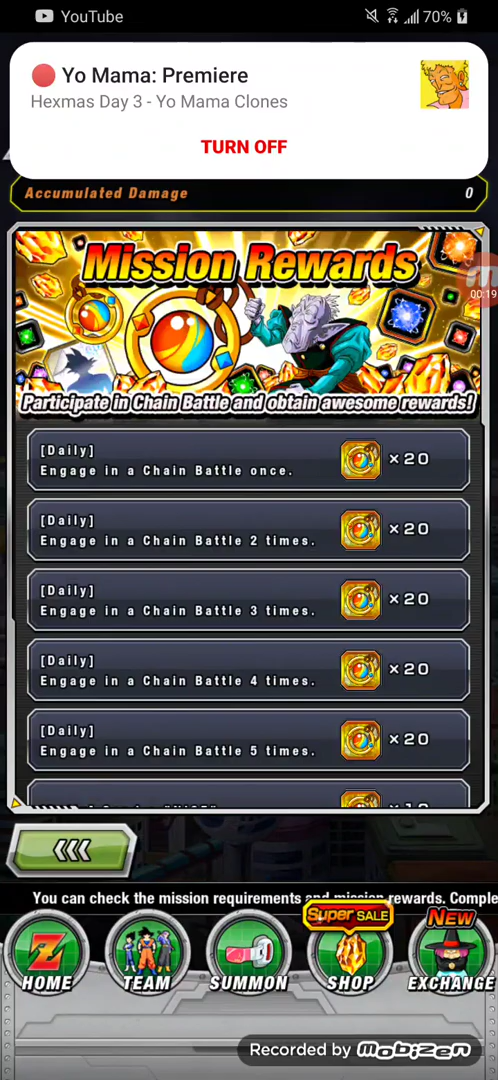 YouTube
70%
Yo Mama: Premiere
Hexmas Day 3 - Yo Mama Clones
TURN OFF
Accumulated Damage
0
00:19
Mission Rewards
Participate in Chain Battle and obtain awesome rewards!
[Daily]
Engage in a Chain Battle once.
×20
[Daily]
Engage in a Chain Battle 2 times.
×20
[Daily]
Engage in a Chain Battle 3 times.
×20
[Daily]
Engage in a Chain Battle 4 times.
×20
[Daily]
Engage in a Chain Battle 5 times.
×20
You can check the mission requirements and mission rewards. Comple
Super SALE
New
HOME
TEAM
SUMMON
SHOP
EXCHANGE
Recorded by mobizen